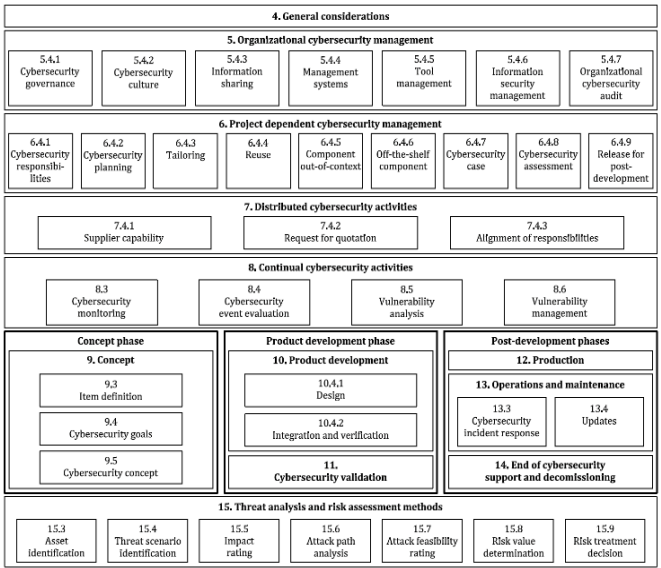 4. General considerations
5. Organizational cybersecurity management
5.4.1
Cybersecurity
governance
5.4.2
Cybersecurity
culture
5.4.3
Information
sharing
5.4.4
Management
systems
5.4.5
Tool
management
5.4.6
Information
security
management
5.4.7
Organizational
cybersecurity
audit
6. Project dependent cybersecurity management
6.4.1
Cybersecurity
responsibi-
lities
6.4.2
Cybersecurity
planning
6.4.3
Tailoring
6.4.4
Reuse
6.4.5
Component
out-of-context
6.4.6
Off-the-shelf
component
6.4.7
Cybersecurity
case
6.4.8
Cybersecurity
assessment
6.4.9
Release for
post-
development
7. Distributed cybersecurity activities
7.4.1
Supplier capability
7.4.2
Request for quotation
7.4.3
Alignment of responsibilities
8. Continual cybersecurity activities
8.3
Cybersecurity
monitoring
8.4
Cybersecurity
event evaluation
8.5
Vulnerability
analysis
8.6
Vulnerability
management
Concept phase
9. Concept
9.3
Item definition
9.4
Cybersecurity goals
9.5
Cybersecurity concept
Product development phase
10. Product development
10.4.1
Design
10.4.2
Integration and verification
11.
Cybersecurity validation
Post-development phases
12. Production
13. Operations and maintenance
13.3
Cybersecurity
incident response
13.4
Updates
14. End of cybersecurity
support and decomissioning
15. Threat analysis and risk assessment methods
15.3
Asset
identification
15.4
Threat scenario
identification
15.5
Impact
rating
15.6
Attack path
analysis
15.7
Attack feasibility
rating
15.8
Risk value
determination
15.9
Risk treatment
decision